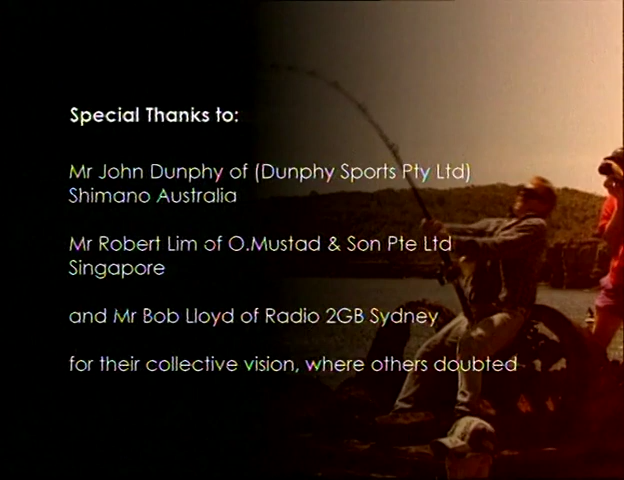 Special Thanks to:
Mr John Dunphy of (Dunphy Sports Pty Ltd)
Shimano Australia
Mr Robert Lim of O.Mustad & Son Pte Ltd
Singapore
and Mr Bob Lloyd of Radio 2GB Sydney
for their collective vision, where others doubted